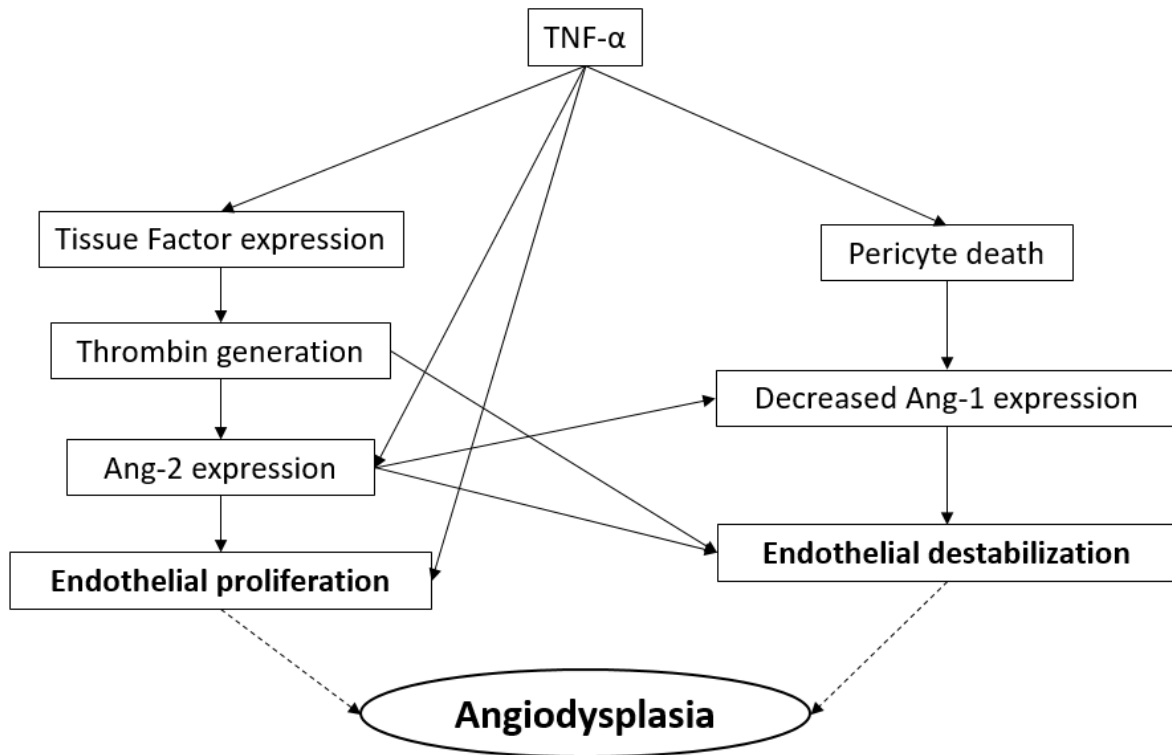 TNF-α
Tissue Factor expression
Pericyte death
Thrombin generation
Decreased Ang-1 expression
Ang-2 expression
Endothelial proliferation
Endothelial destabilization
Angiodysplasia